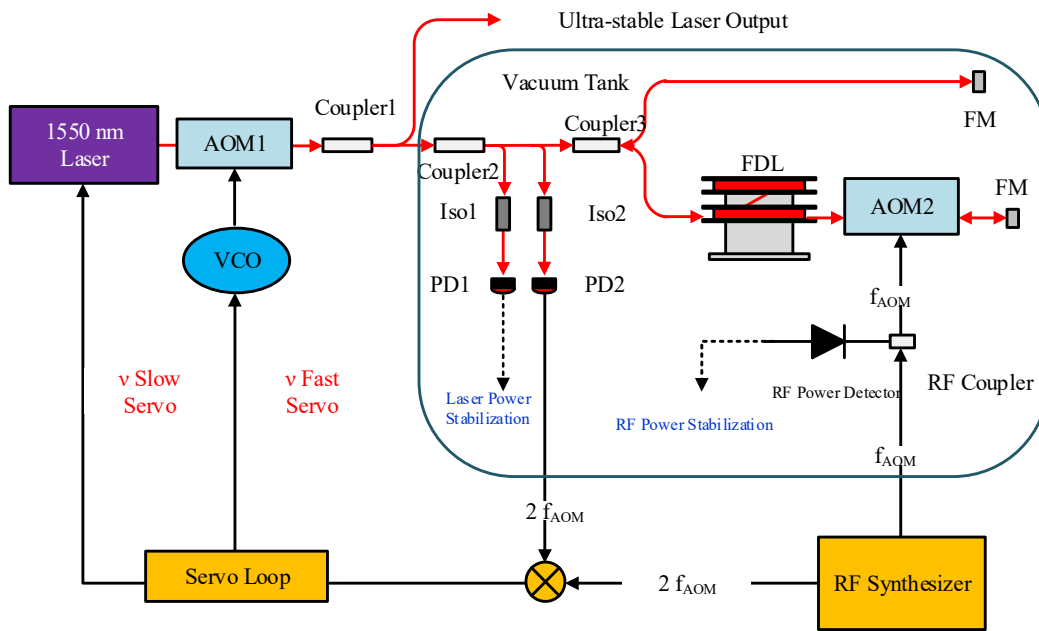 Ultra-stable Laser Output
Vacuum Tank
Coupler1
1550 nm
Laser
AOM1
Coupler2
Coupler3
FM
FDL
AOM2
FM
Iso1
Iso2
VCO
PD1
PD2
f_AOM
ν Slow
Servo
ν Fast
Servo
Laser Power
Stabilization
RF Power Stabilization
RF Power Detector
RF Coupler
f_AOM
2 f_AOM
Servo Loop
2 f_AOM
RF Synthesizer